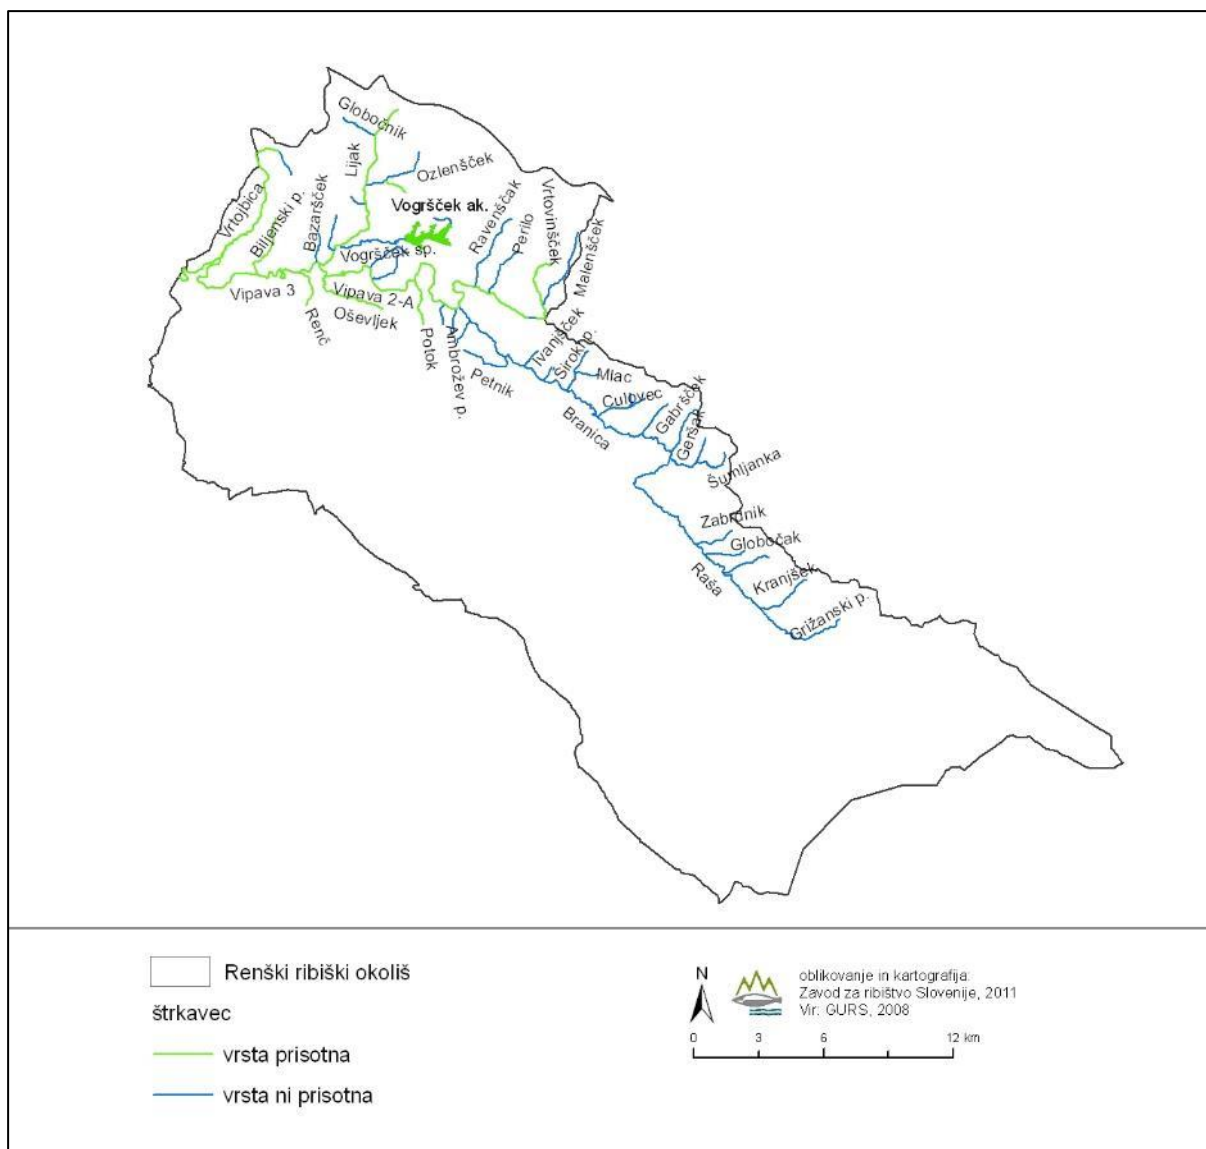 Globočnik
Lijak
Ozlenšček
Vrtojbica
Biljenski p.
Bazaršček
Vogršček ak.
Ravenščak
Perilo
Vrtovinšček
Malenšček
Vogršček sp.
Vipava 3
Vipava 2-A
Renč
Oševljek
Potok
Ambrožev p.
Petnik
Ivanjšček
Široki p.
Mlac
Culovec
Branica
Gabršček
Geršak
Šumljanka
Zabrdnik
Globočak
Raša
Kranjšek
Grižanski p.
Renški ribiški okoliš
štrkavec
vrsta prisotna
vrsta ni prisotna
N
oblikovanje in kartografija:
Zavod za ribištvo Slovenije, 2011
Vir: GURS, 2008
0 3 6 12 km